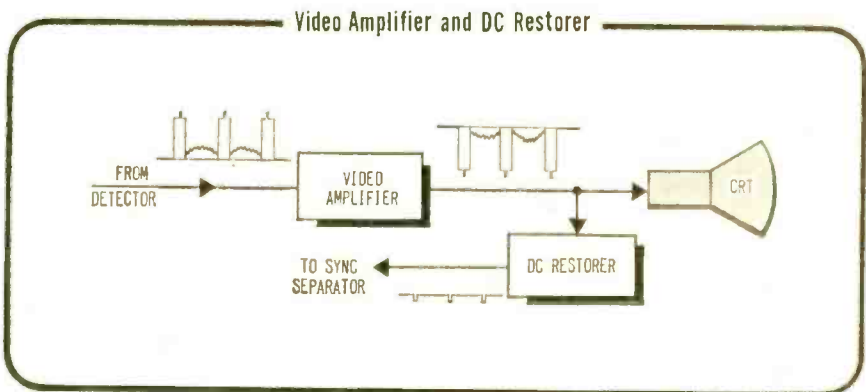 Video Amplifier and DC Restorer
FROM
DETECTOR
VIDEO
AMPLIFIER
CRT
DC RESTORER
TO SYNC
SEPARATOR